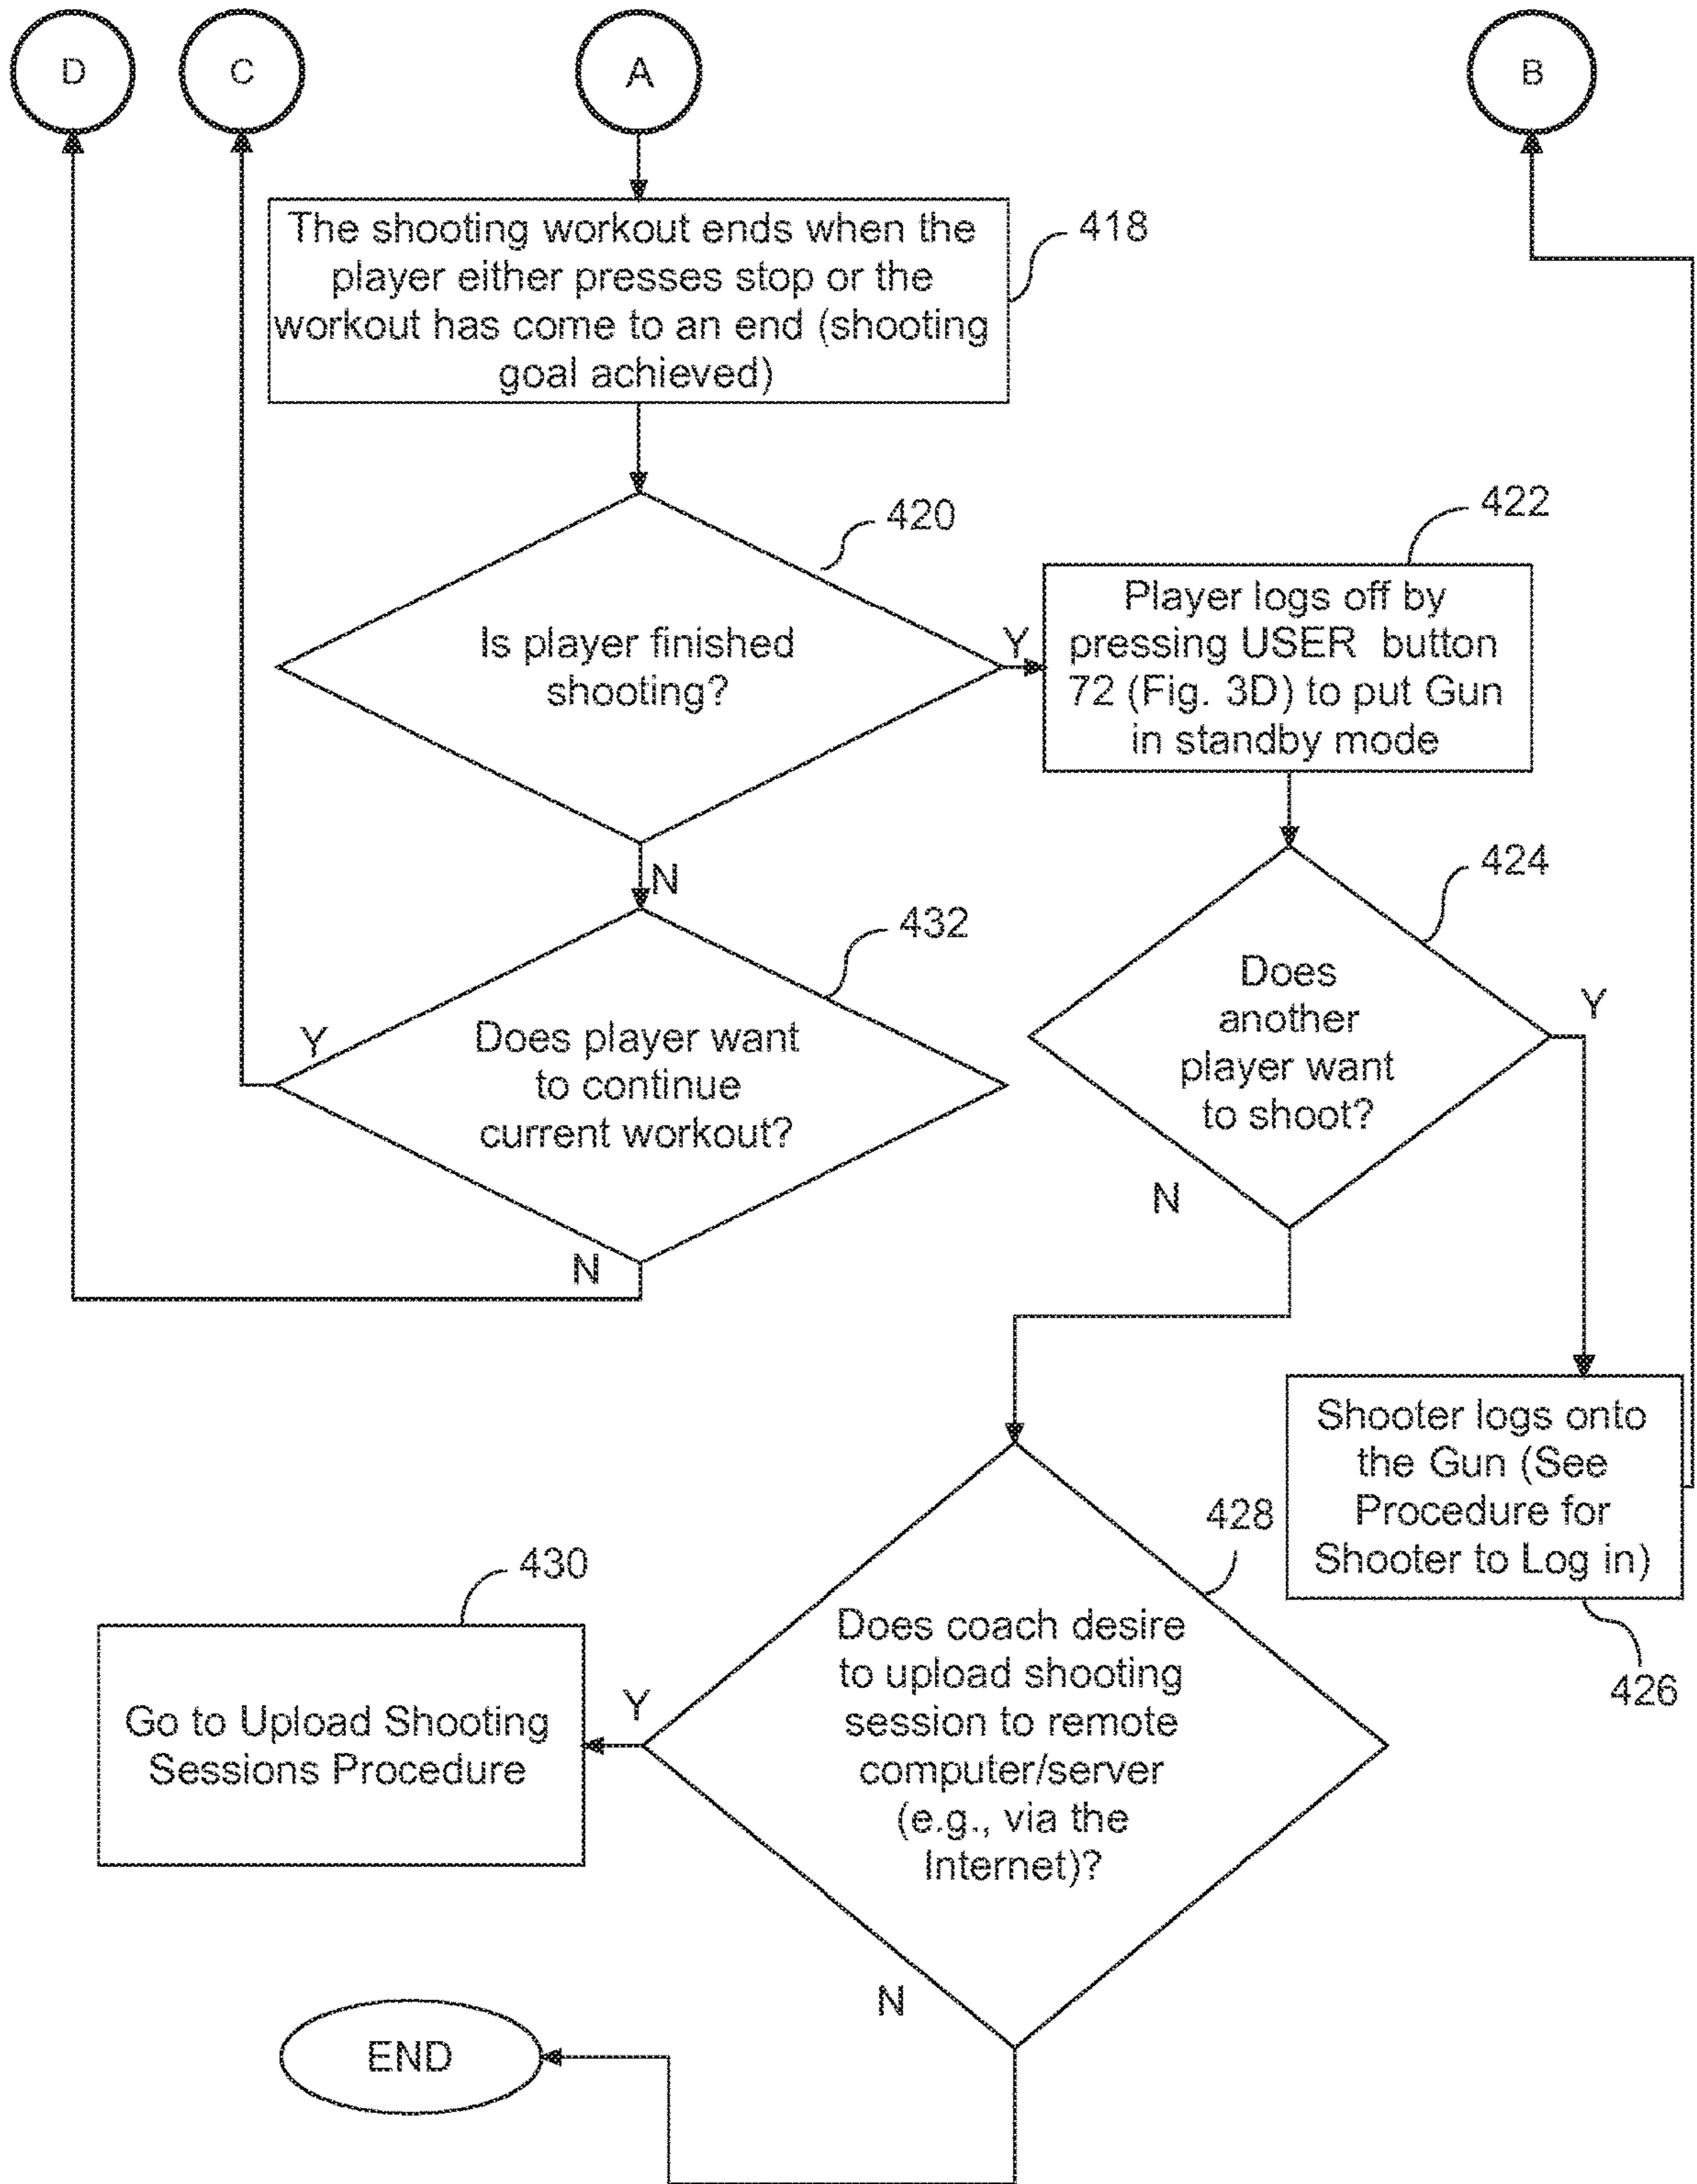 D
C
A
B
The shooting workout ends when the
player either presses stop or the
workout has come to an end (shooting
goal achieved)
418
420
Is player finished
shooting?
Y
N
422
Player logs off by
pressing USER button
72 (Fig. 3D) to put Gun
in standby mode
432
Does player want
to continue
current workout?
Y
N
424
Does
another
player want
to shoot?
Y
N
Shooter logs onto
the Gun (See
Procedure for
Shooter to Log in)
426
428
Does coach desire
to upload shooting
session to remote
computer/server
(e.g., via the
Internet)?
Y
N
430
Go to Upload Shooting
Sessions Procedure
END